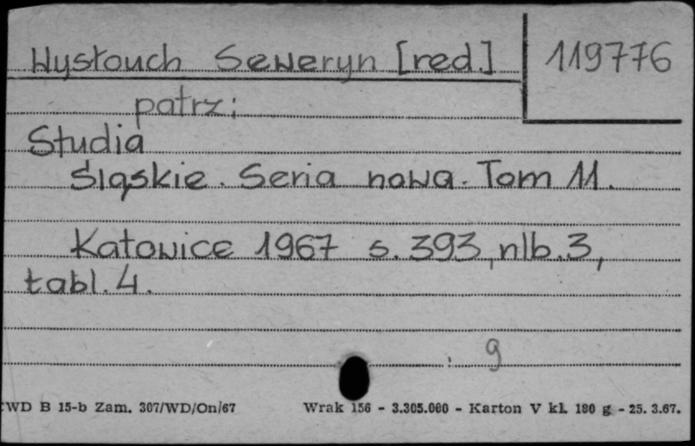 Wysłouch Seweryn [red.] 119776
patrz:
Studia
Śląskie. Seria nowa. Tom 11.
Katowice 1967 s. 393, nlb. 3,
tabl. 4.
9
WD B 15-b Zam. 307/WD/On/67 Wrak 156 - 3.305.000 - Karton V kl. 180 g - 25. 3.67.